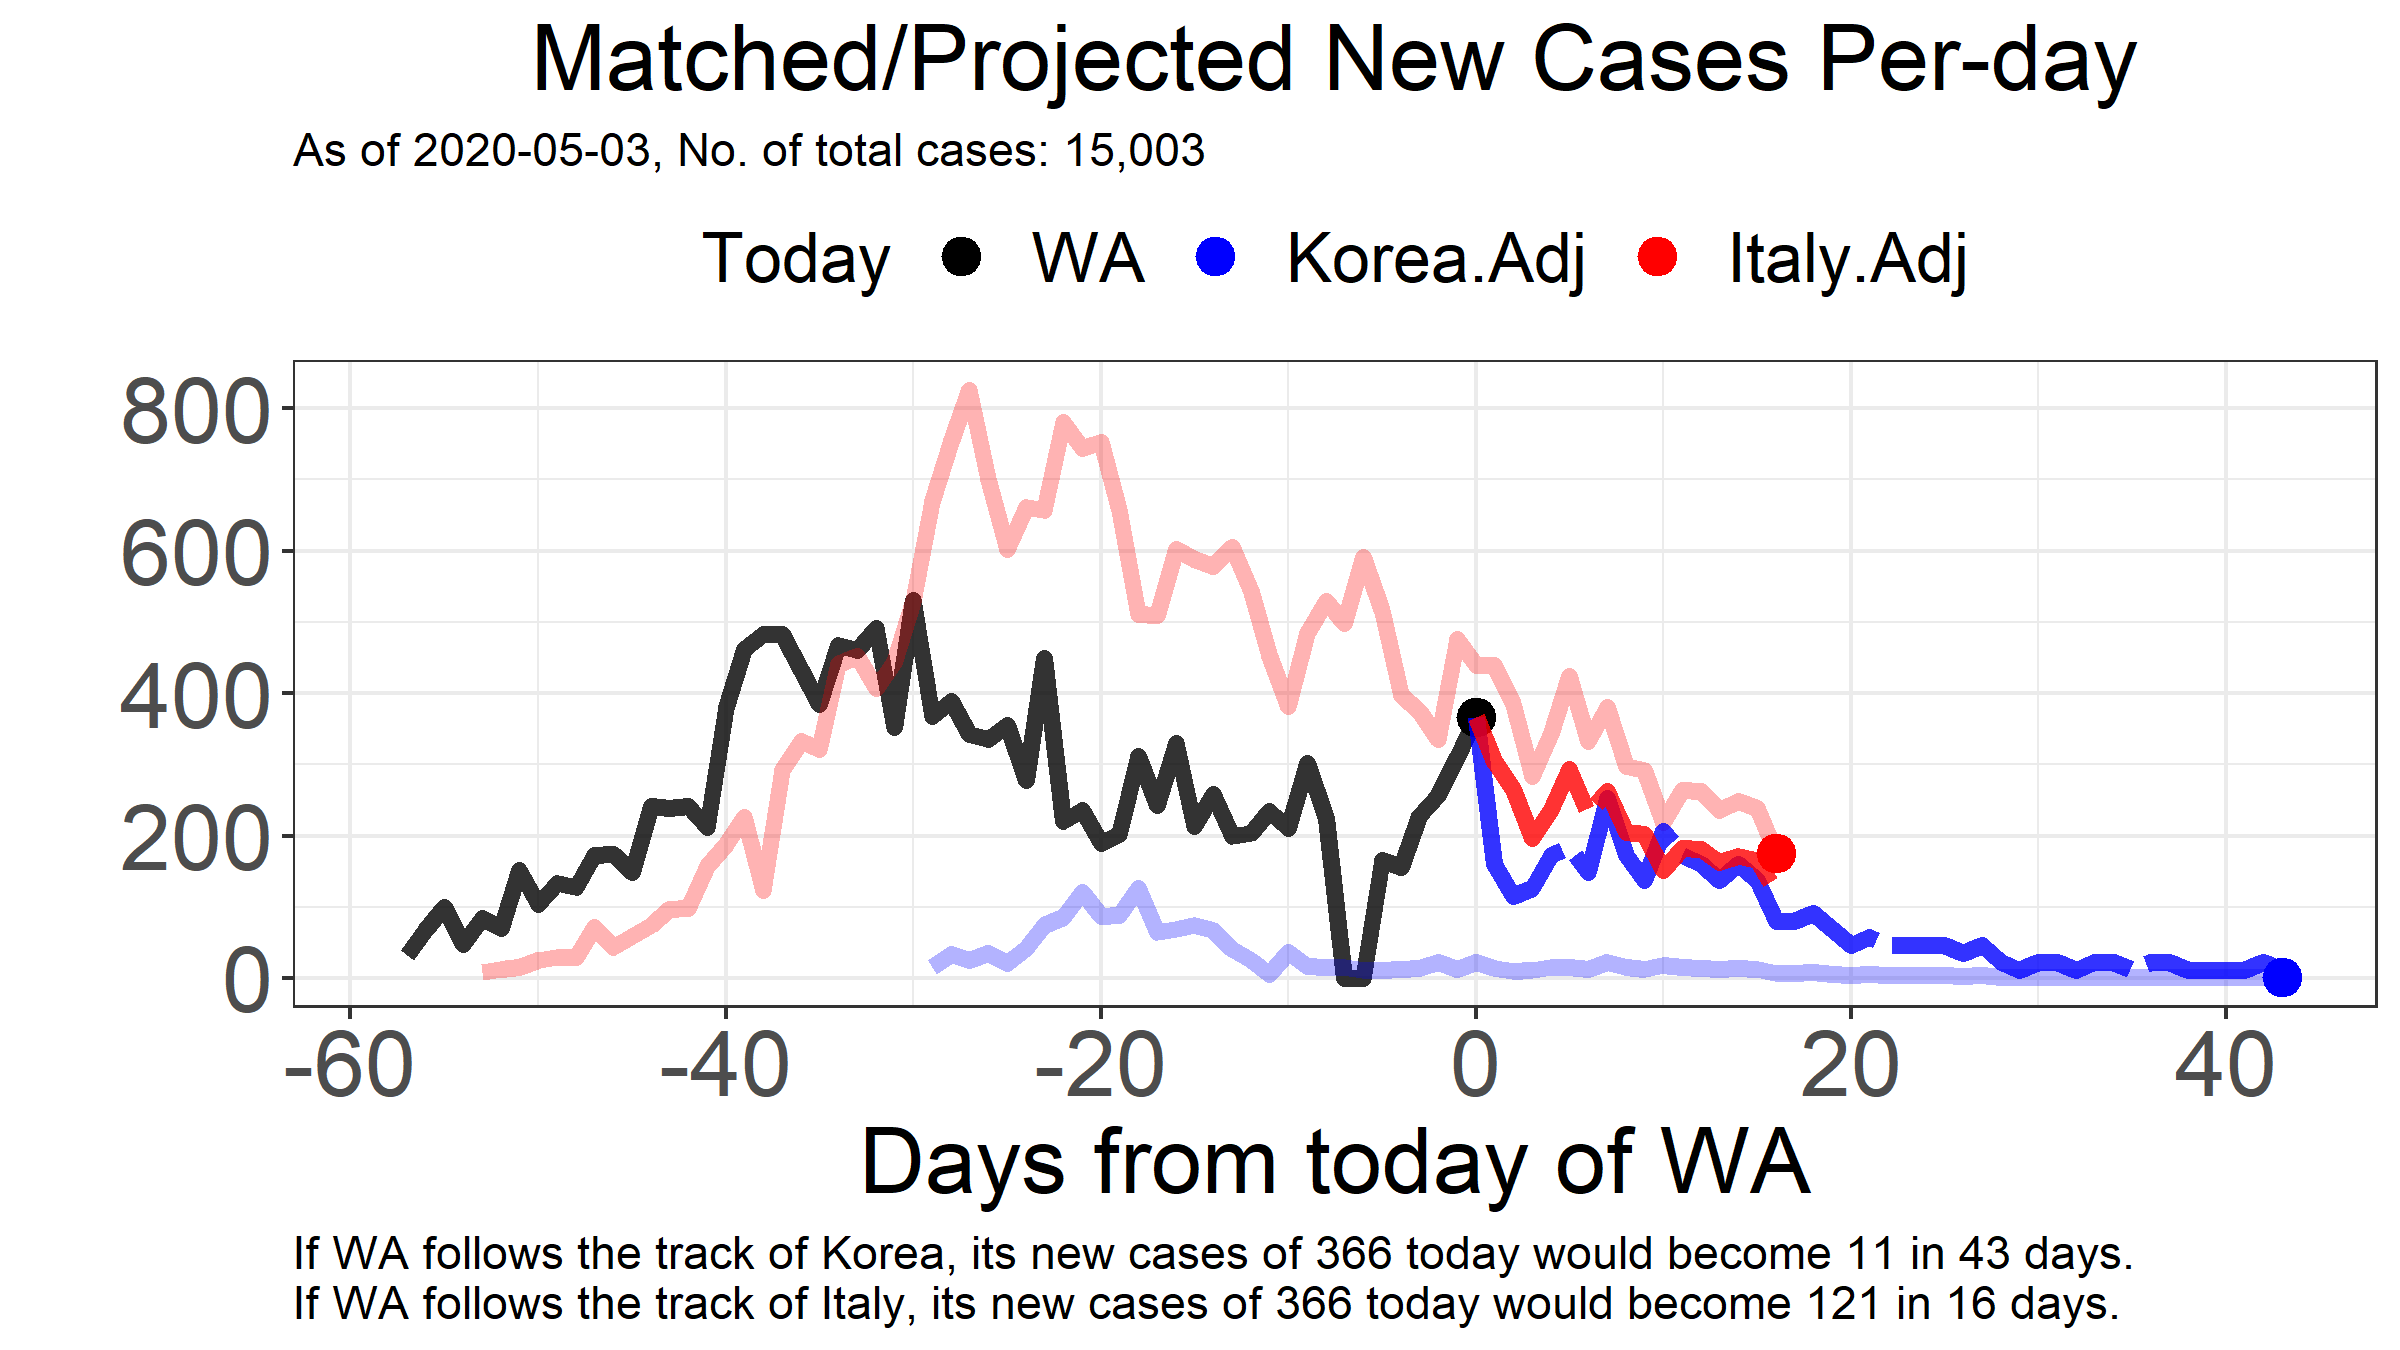 Matched/Projected New Cases Per-day
As of 2020-05-03, No. of total cases: 15,003
Today WA Korea.Adj Italy.Adj
800
600
400
200
0
-60 -40 -20 0 20 40
Days from today of WA
If WA follows the track of Korea, its new cases of 366 today would become 11 in 43 days.
If WA follows the track of Italy, its new cases of 366 today would become 121 in 16 days.